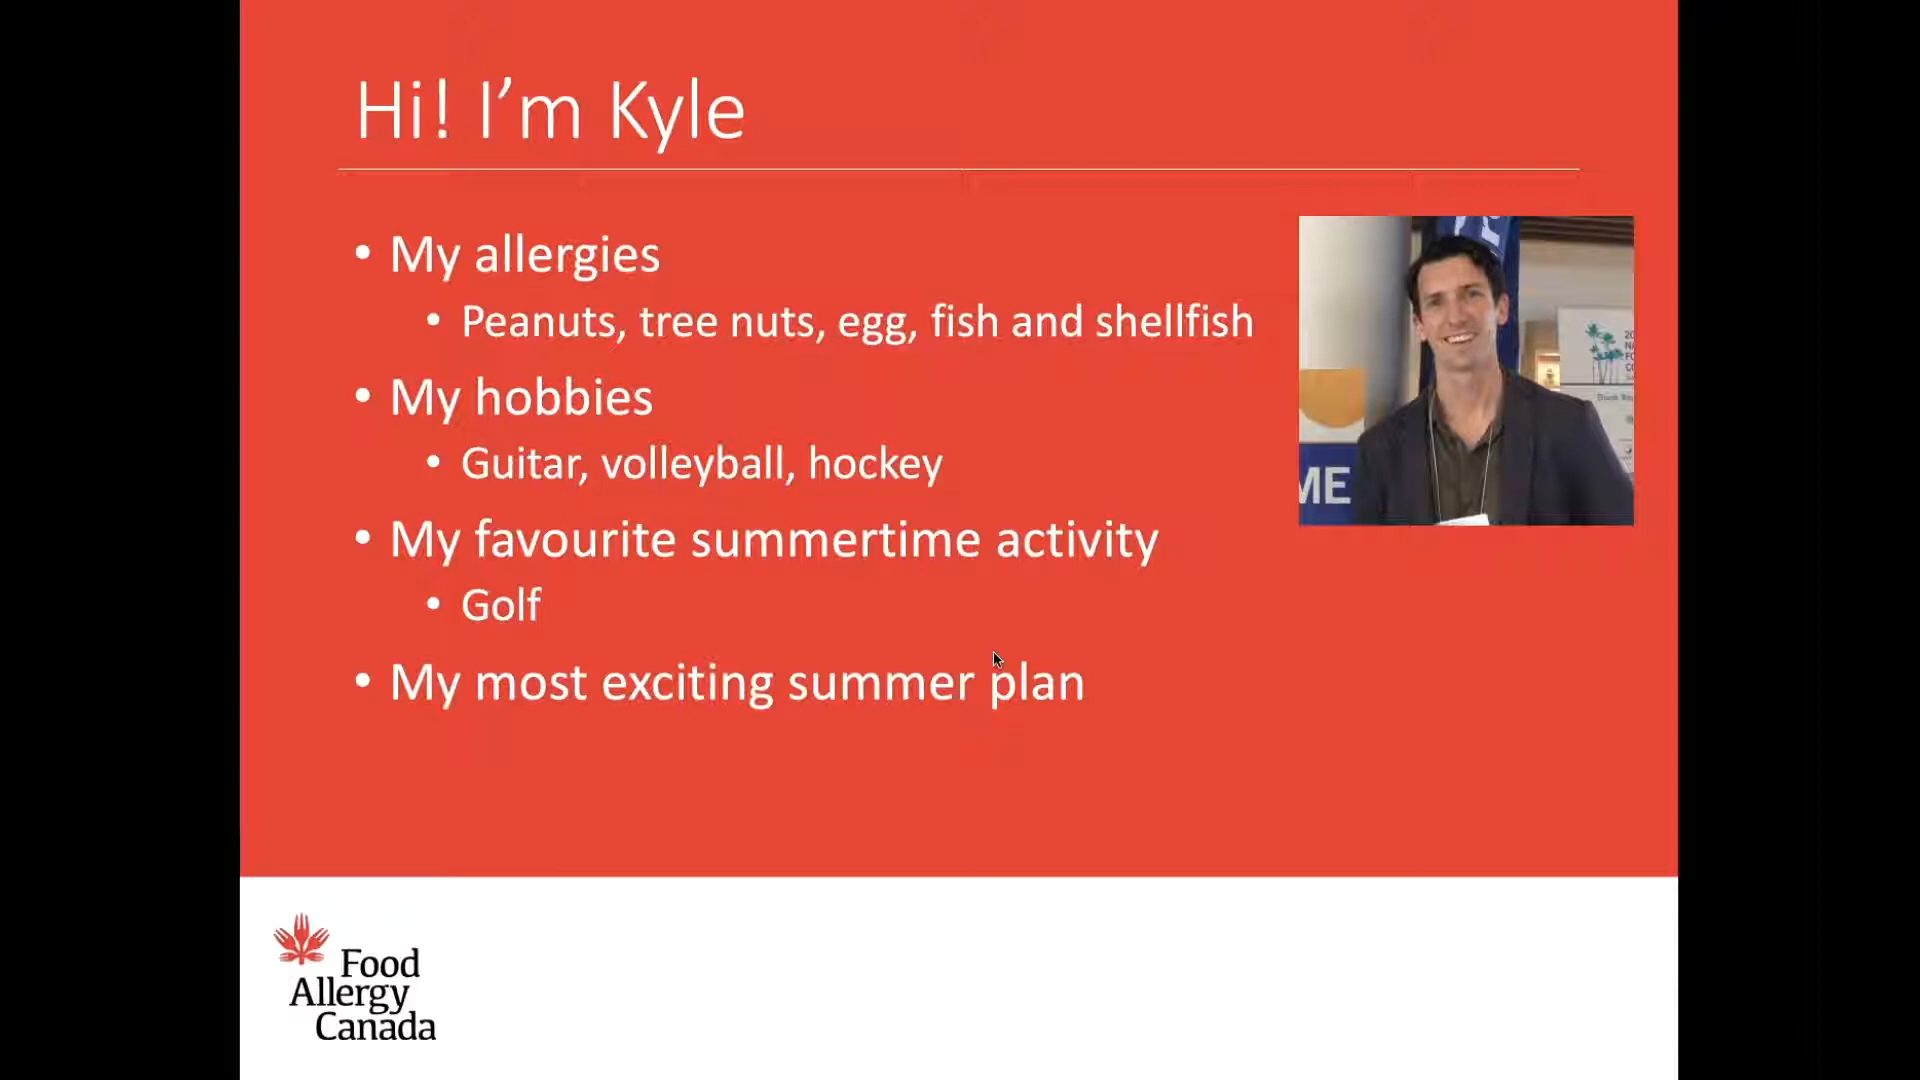 Hi! I’m Kyle
• My allergies
• Peanuts, tree nuts, egg, fish and shellfish
• My hobbies
• Guitar, volleyball, hockey
• My favourite summertime activity
• Golf
• My most exciting summer plan
ME
Food
Allergy
Canada